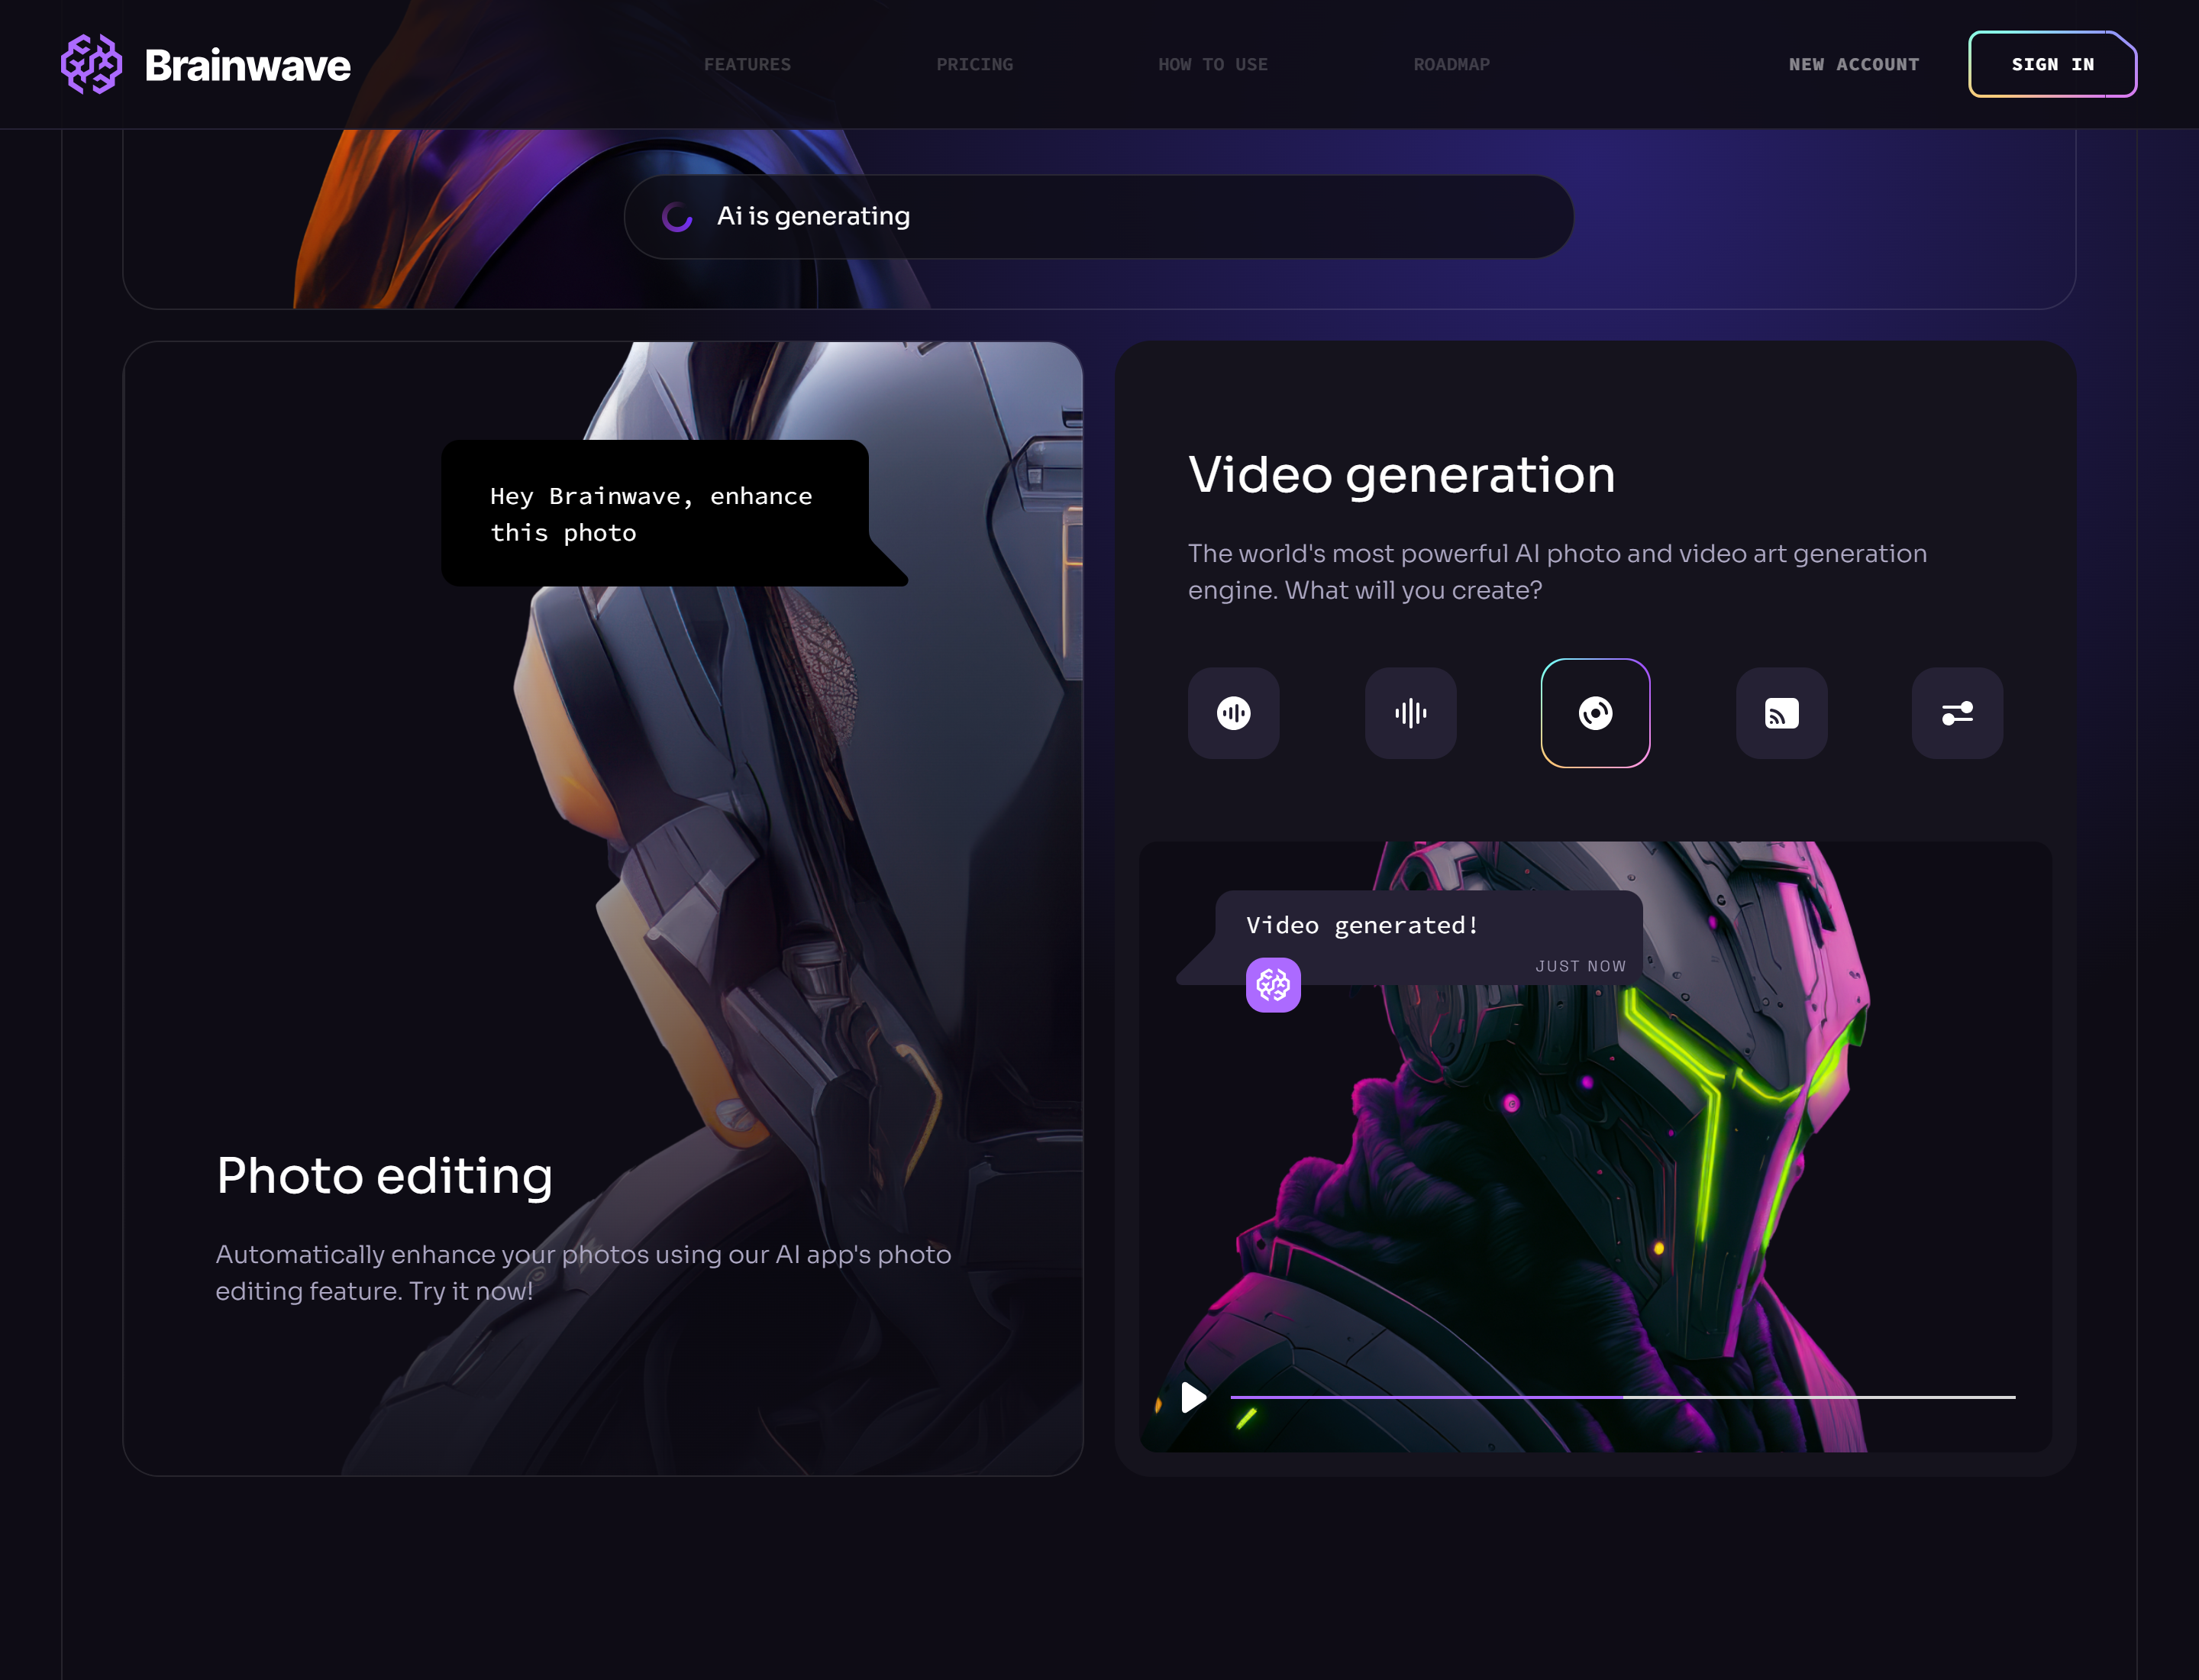 Brainwave
FEATURES
PRICING
HOW TO USE
ROADMAP
NEW ACCOUNT
SIGN IN
Ai is generating
Hey Brainwave, enhance
this photo
Photo editing
Automatically enhance your photos using our AI app's photo
editing feature. Try it now!
Video generation
The world's most powerful AI photo and video art generation
engine. What will you create?
Video generated!
JUST NOW